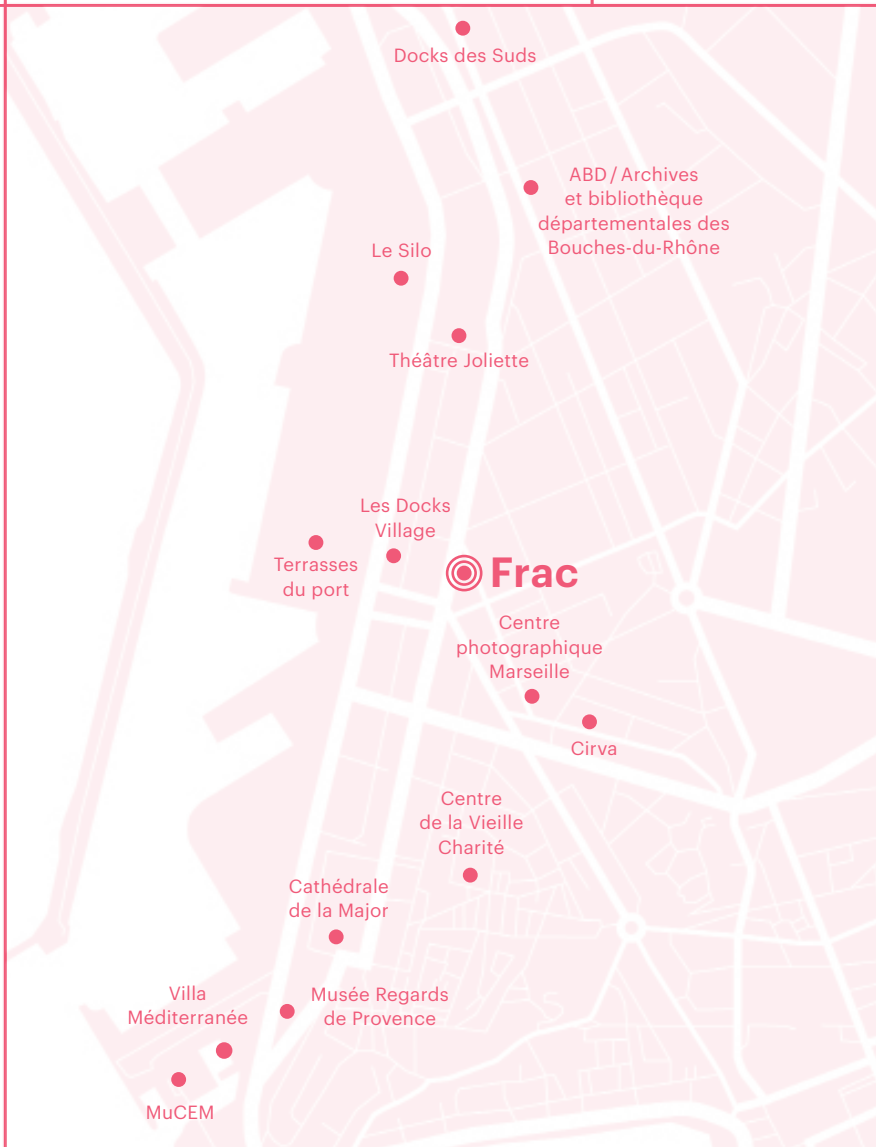 Docks des Suds
ABD / Archives
et bibliothèque
départementales des
Bouches-du-Rhône
Le Silo
Théâtre Joliette
Les Docks
Village
Terrasses
du port
Frac
Centre
photographique
Marseille
Cirva
Centre
de la Vieille
Charité
Cathédrale
de la Major
Villa
Méditerranée
Musée Regards
de Provence
MuCEM